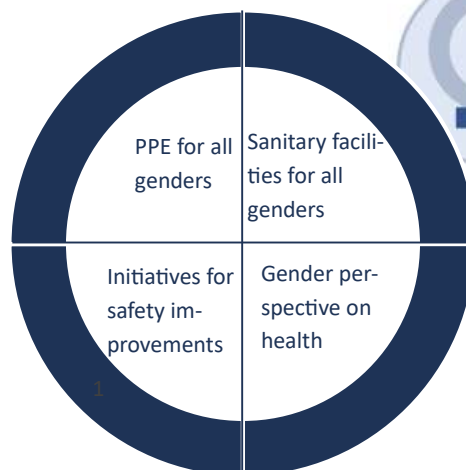 PPE for all
genders
Sanitary facili-
ties for all
genders
Initiatives for
safety im-
provements
Gender per-
spective on
health
1